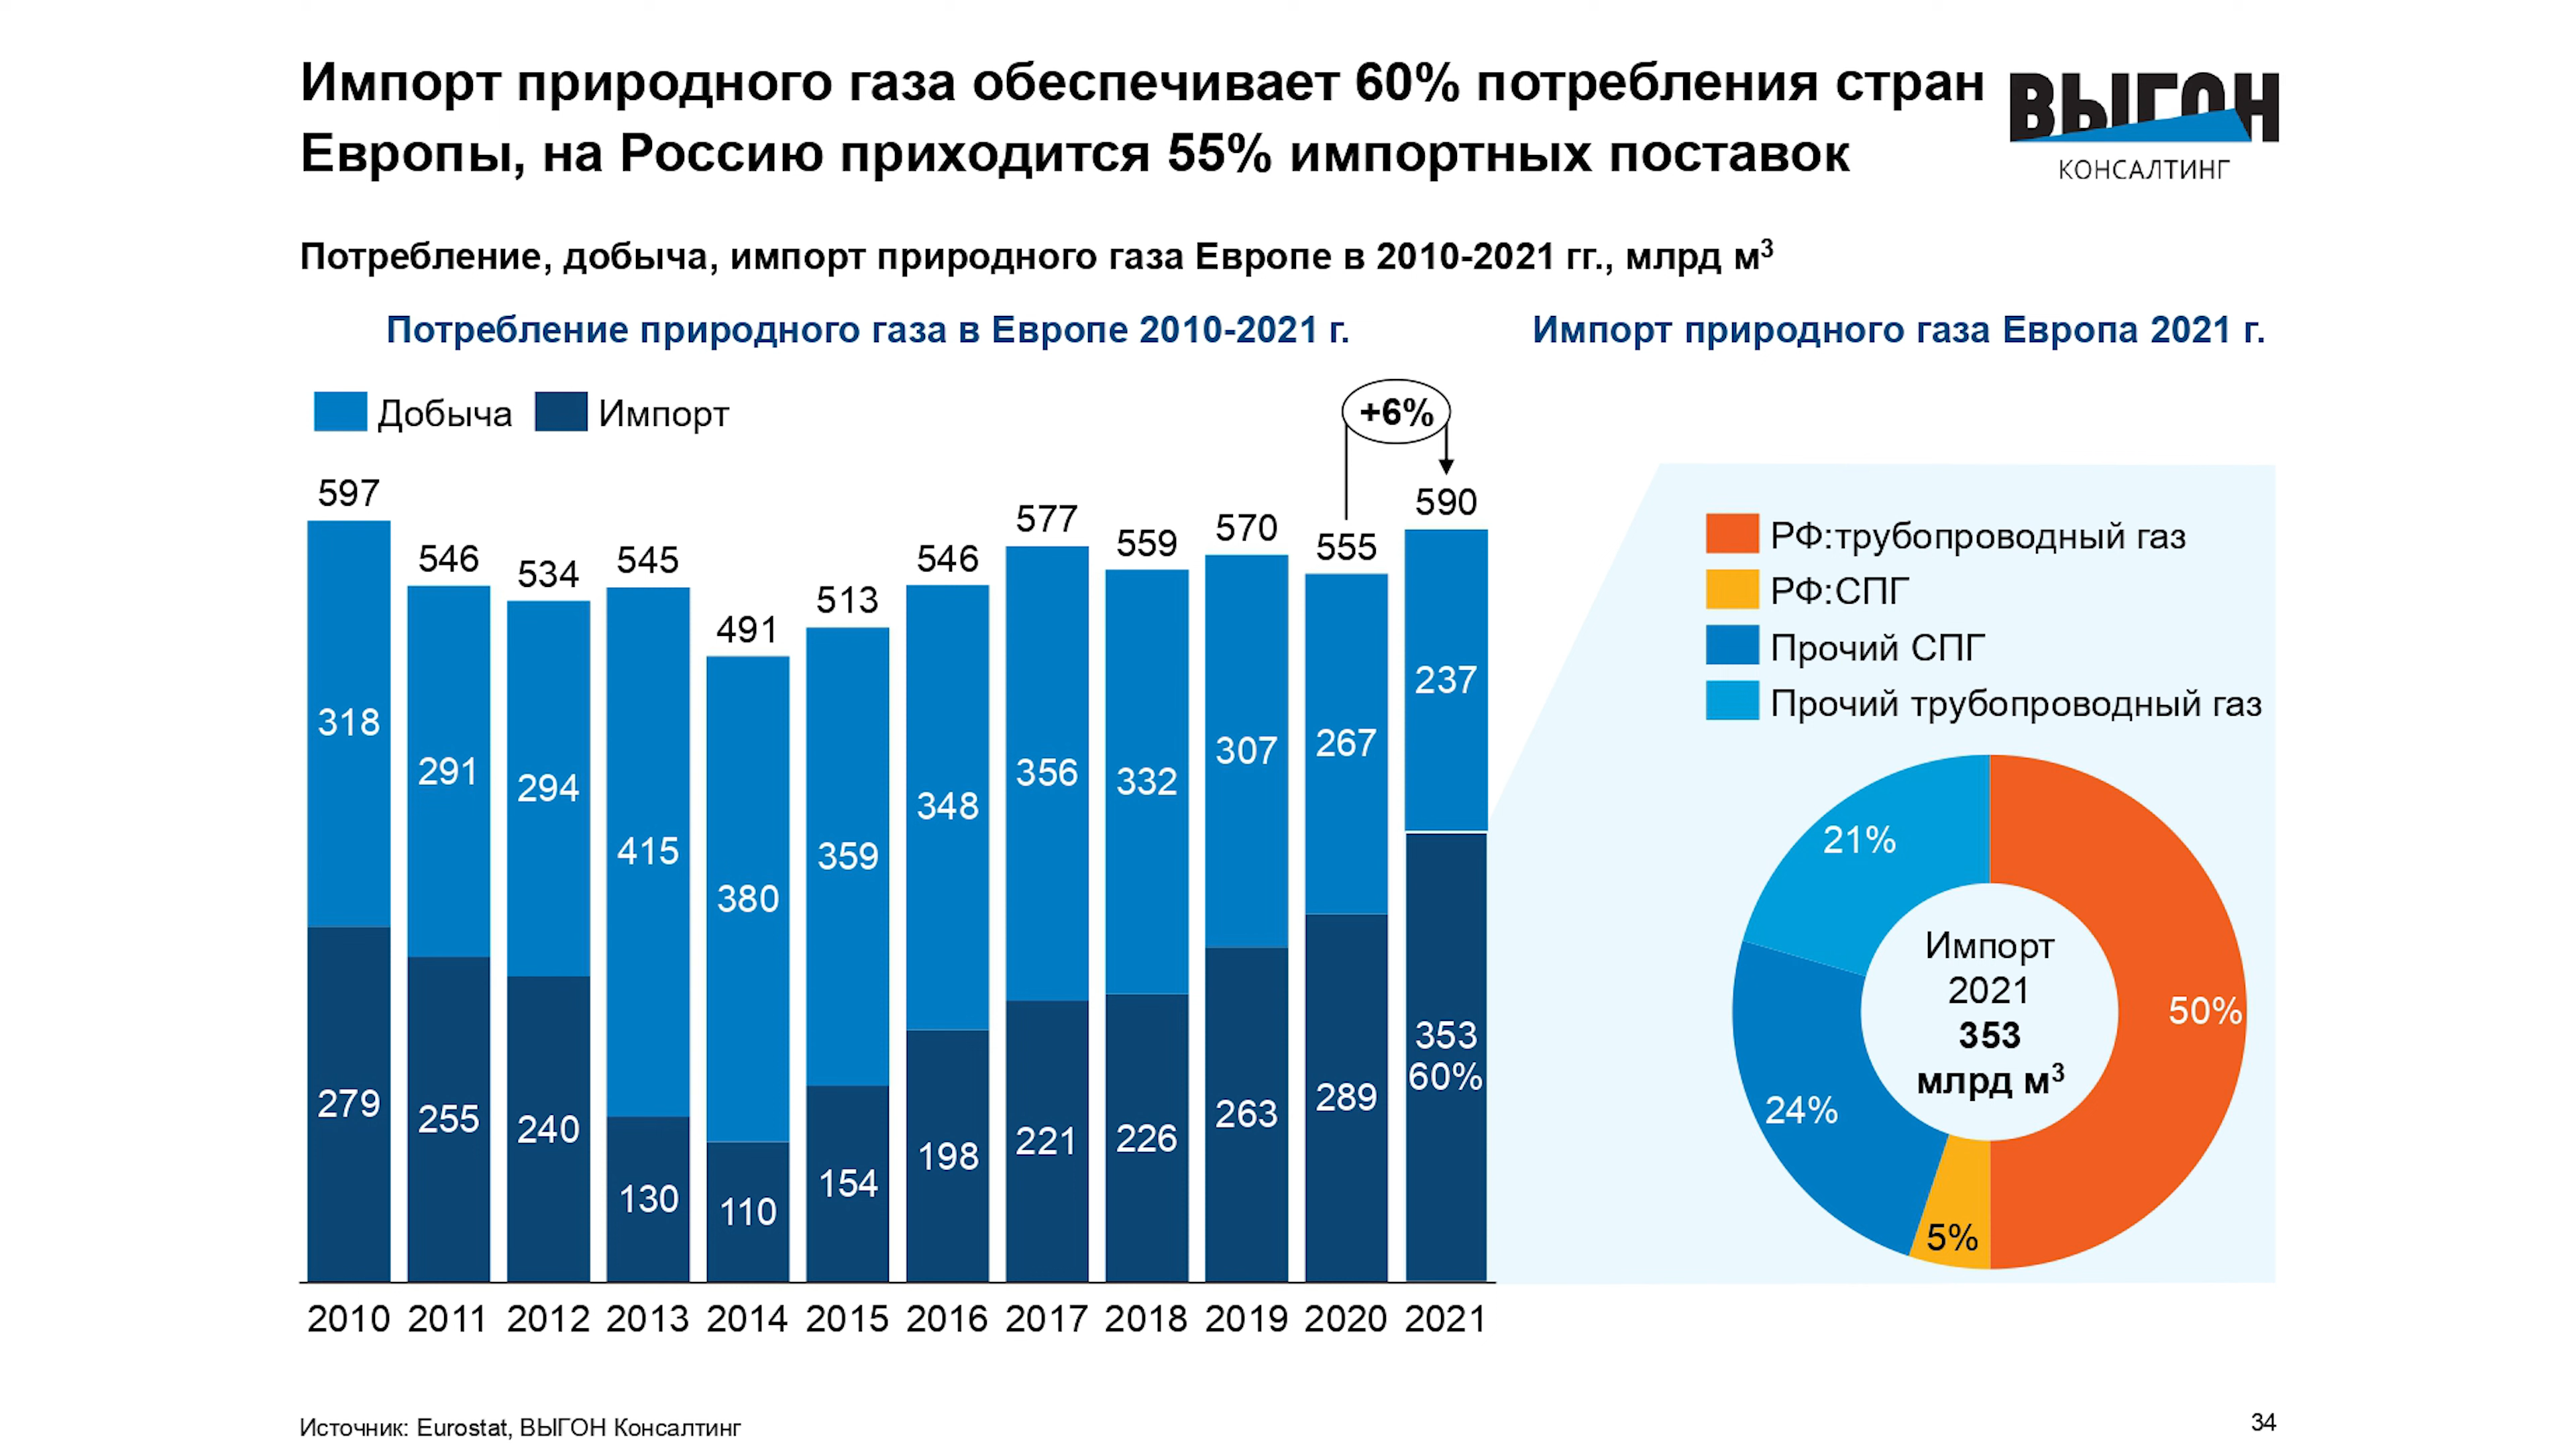 Импорт природного газа обеспечивает 60% потребления стран
Европы, на Россию приходится 55% импортных поставок
ВЫГОН
КОНСАЛТИНГ
Потребление, добыча, импорт природного газа Европе в 2010-2021 гг., млрд м³
Потребление природного газа в Европе 2010-2021 г.
Добыча
Импорт
+6%
597
546
534
545
491
513
546
577
559
570
555
590
318
291
294
415
380
359
348
356
332
307
267
237
279
255
240
130
110
154
198
221
226
263
289
353
60%
2010 2011 2012 2013 2014 2015 2016 2017 2018 2019 2020 2021
Импорт природного газа Европа 2021 г.
РФ:трубопроводный газ
РФ:СПГ
Прочий СПГ
Прочий трубопроводный газ
21%
50%
24%
5%
Импорт
2021
353
млрд м³
Источник: Eurostat, ВЫГОН Консалтинг
34